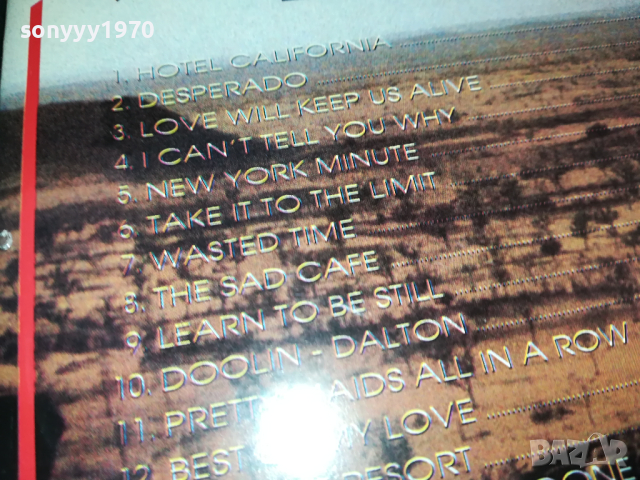 sonyyy1970
1. HOTEL CALIFORNIA
2. DESPERADO
3. LOVE WILL KEEP US ALIVE
4. I CAN'T TELL YOU WHY
5. NEW YORK MINUTE
6. TAKE IT TO THE LIMIT
7. WASTED TIME
8. THE SAD CAFE
9. LEARN TO BE STILL
10. DOOLIN - DALTON
11. ALL IN A ROW
12. BEST LOVE
RESORT
BAZAR
bg